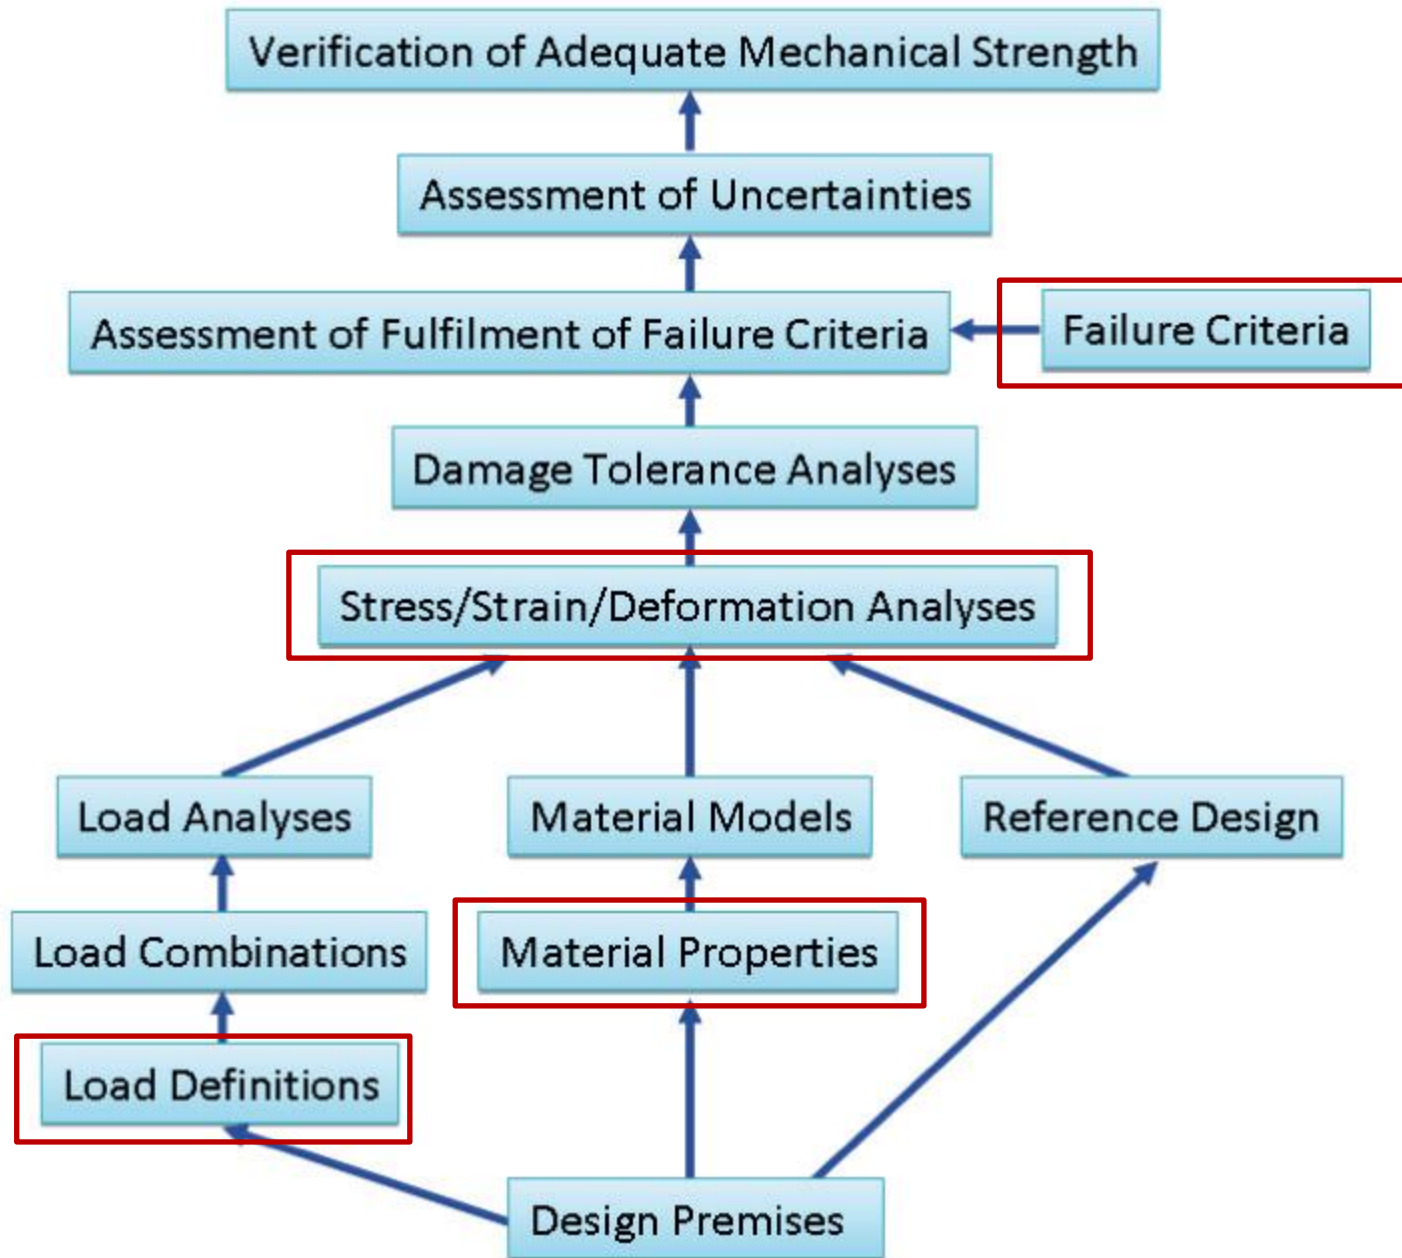 Verification of Adequate Mechanical Strength
Assessment of Uncertainties
Assessment of Fulfilment of Failure Criteria
Failure Criteria
Damage Tolerance Analyses
Stress/Strain/Deformation Analyses
Load Analyses
Material Models
Reference Design
Load Combinations
Material Properties
Load Definitions
Design Premises